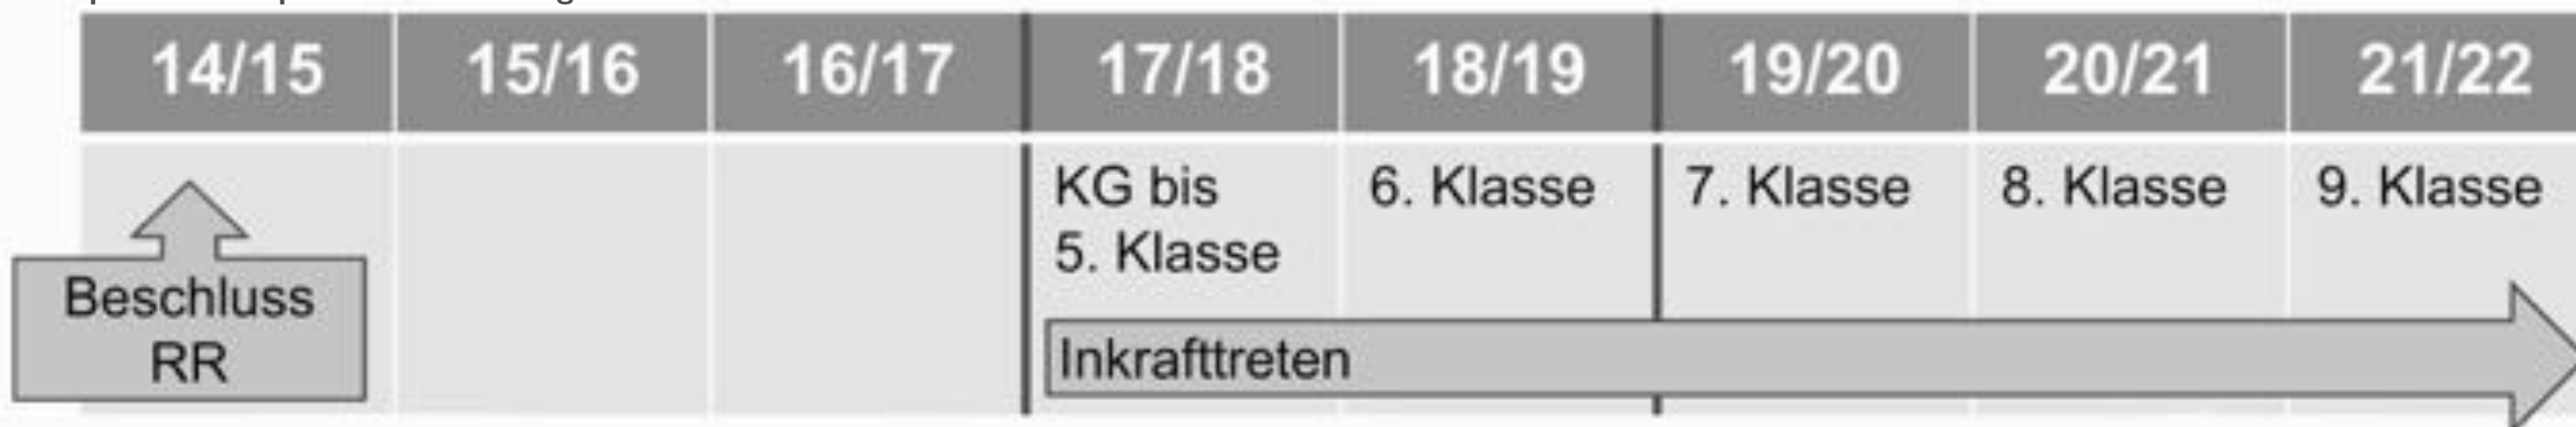 14/15 15/16 16/17 17/18 18/19 19/20 20/21 21/22
KG bis
5. Klasse
6. Klasse
7. Klasse
8. Klasse
9. Klasse
Beschluss
RR
Inkrafttreten